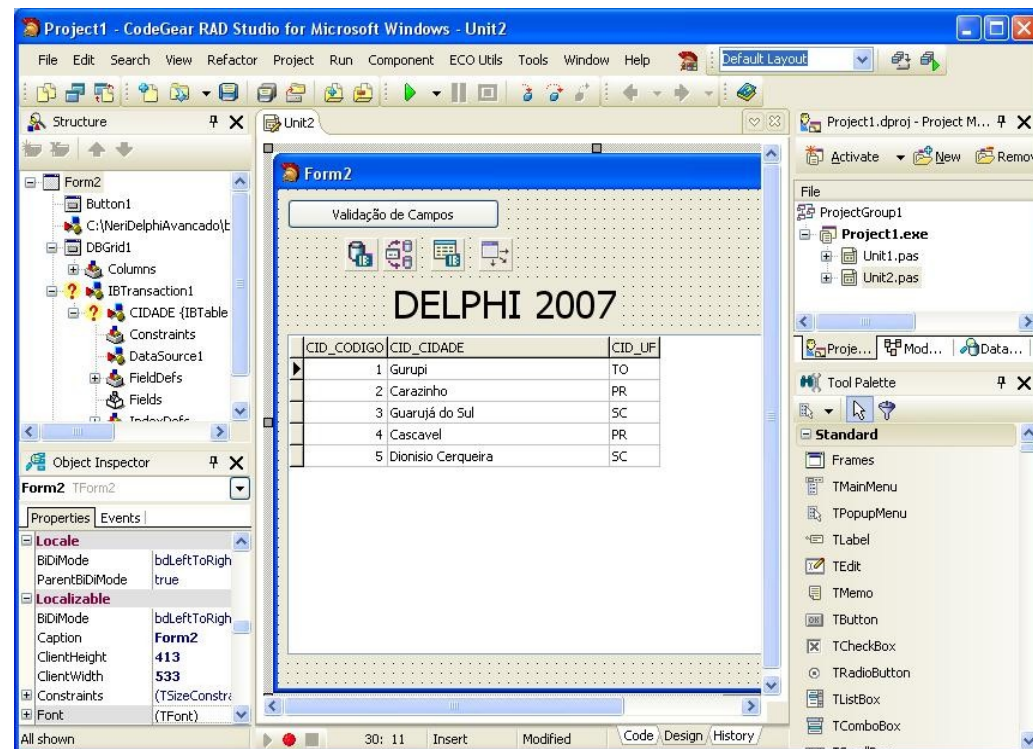 Project1 - CodeGear RAD Studio for Microsoft Windows - Unit2
File Edit Search View Refactor Project Run Component ECO Utils Tools Window Help
Default Layout
Structure
Form2
Button1
C:\NeriDelphiAvancado\b
DBGrid1
Columns
IBTransaction1
CIDADE {IBTable
Constraints
DataSource1
FieldDefs
Fields
IndexDefs
Object Inspector
Form2 TForm2
Properties Events
Locale
BiDiMode bdLeftToRigh
ParentBiDiMode true
Localizable
BiDiMode bdLeftToRigh
Caption Form2
ClientHeight 413
ClientWidth 533
Constraints (TSizeConstra
Font (TFont)
All shown
Unit2
Form2
Validação de Campos
DELPHI 2007
CID_CODIGO CID_CIDADE CID_UF
1 Gurupi TO
2 Carazinho PR
3 Guarujá do Sul SC
4 Cascavel PR
5 Dionisio Cerqueira SC
30: 11 Insert Modified Code Design History
Project1.dproj - Project M...
Activate New Remov
File
ProjectGroup1
Project1.exe
Unit1.pas
Unit2.pas
Proje... Mod... Data...
Tool Palette
Standard
Frames
TMainMenu
TPopupMenu
TLabel
TEdit
TMemo
TButton
TCheckBox
TRadioButton
TListBox
TComboBox